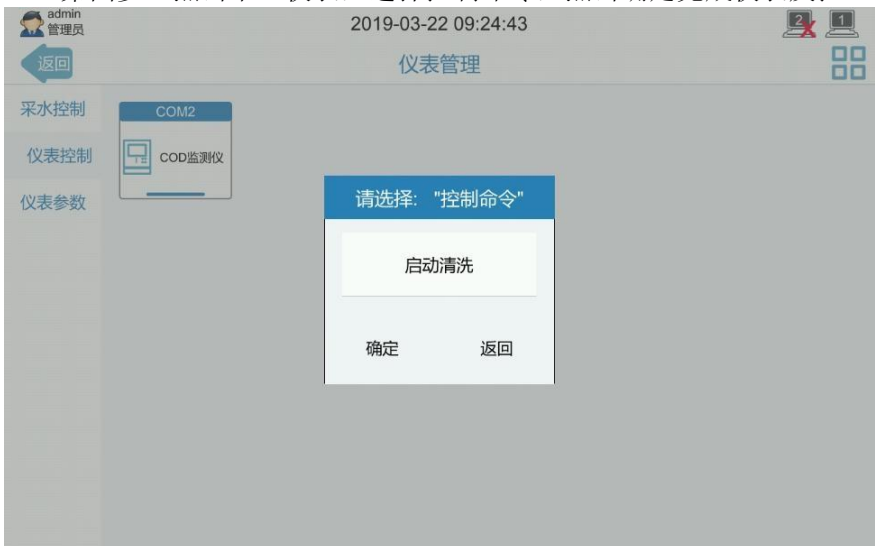 admin
管理员
2019-03-22 09:24:43
2
1
返回
仪表管理
采水控制
COM2
仪表控制
COD监测仪
仪表参数
请选择: "控制命令"
启动清洗
确定
返回